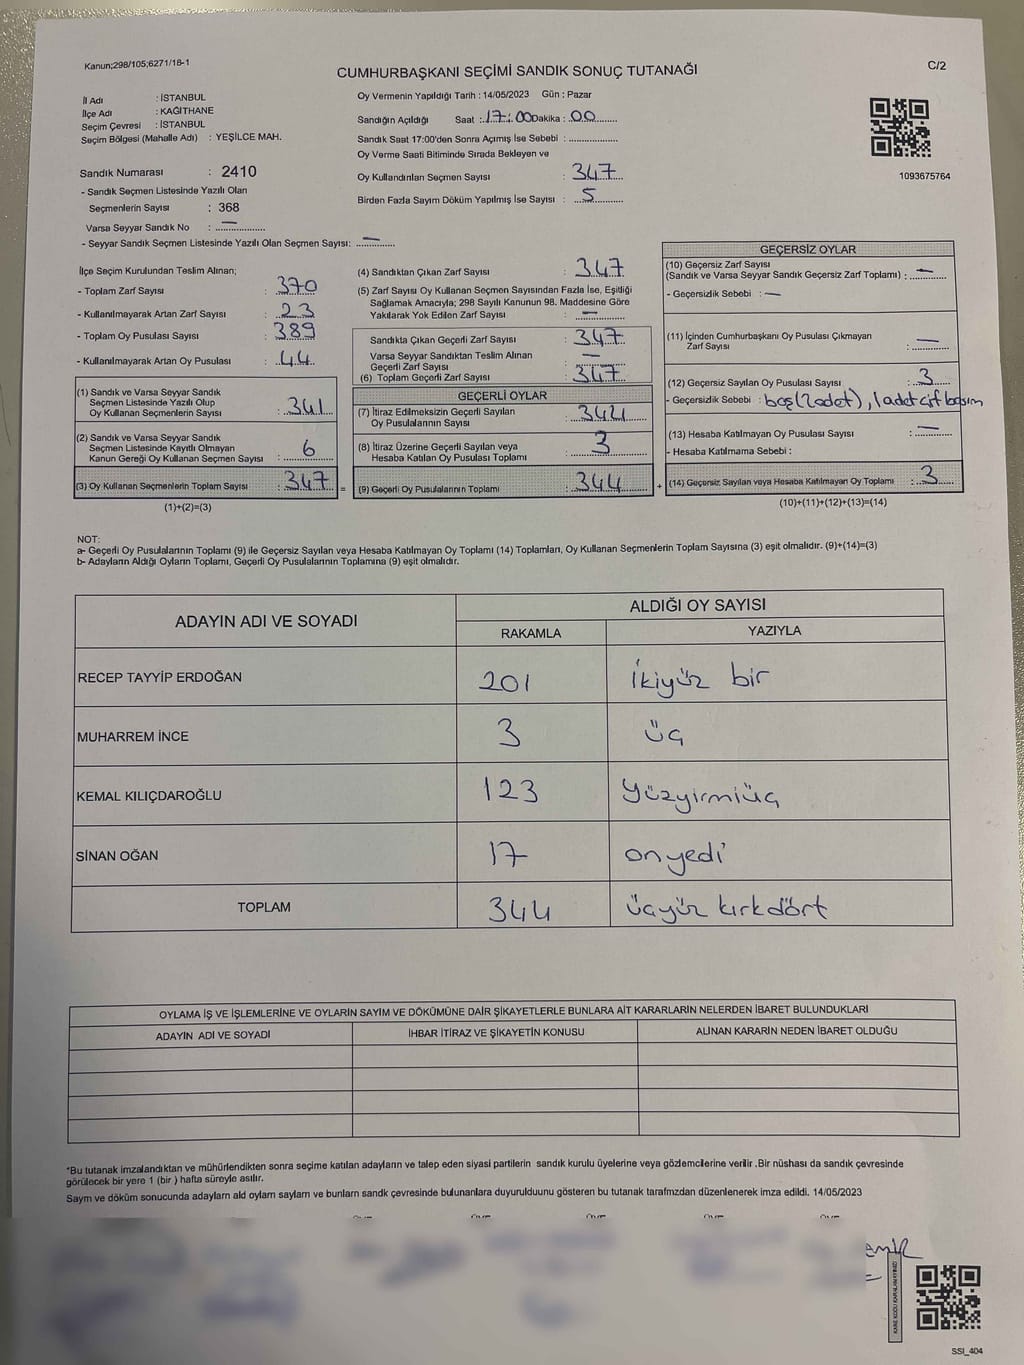 Kanun;298/105;6271/18-1
CUMHURBAŞKANI SEÇİMİ SANDIK SONUÇ TUTANAĞI
C/2
İl Adı : İSTANBUL
İlçe Adı : KAĞITHANE
Seçim Çevresi : İSTANBUL
Seçim Bölgesi (Mahalle Adı) : YEŞİLCE MAH.
Oy Vermenin Yapıldığı Tarih : 14/05/2023 Gün : Pazar
Sandığın Açıldığı Saat : 17:00 Dakika : 00
Sandık Saat 17:00'den Sonra Açımış İse Sebebi : ..................
Oy Verme Saati Bitiminde Sırada Bekleyen ve
Oy Kullandırılan Seçmen Sayısı : 347
Birden Fazla Sayım Döküm Yapılmış İse Sayısı : 5
1093675764
Sandık Numarası : 2410
- Sandık Seçmen Listesinde Yazılı Olan
Seçmenlerin Sayısı : 368
Varsa Seyyar Sandık No : —
- Seyyar Sandık Seçmen Listesinde Yazılı Olan Seçmen Sayısı: —
İlçe Seçim Kurulundan Teslim Alınan;
- Toplam Zarf Sayısı : 370
- Kullanılmayarak Artan Zarf Sayısı : 23
- Toplam Oy Pusulası Sayısı : 389
- Kullanılmayarak Artan Oy Pusulası : 44
(1) Sandık ve Varsa Seyyar Sandık
Seçmen Listesinde Yazılı Olup
Oy Kullanan Seçmenlerin Sayısı : 341
(2) Sandık ve Varsa Seyyar Sandık
Seçmen Listesinde Kayıtlı Olmayan
Kanun Gereği Oy Kullanan Seçmen Sayısı : 6
(3) Oy Kullanan Seçmenlerin Toplam Sayısı : 347 =
(1)+(2)=(3)
(4) Sandıktan Çıkan Zarf Sayısı : 347
(5) Zarf Sayısı Oy Kullanan Seçmen Sayısından Fazla İse, Eşitliği
Sağlamak Amacıyla; 298 Sayılı Kanunun 98. Maddesine Göre
Yakılarak Yok Edilen Zarf Sayısı : —
Sandıkta Çıkan Geçerli Zarf Sayısı : 347
Varsa Seyyar Sandıktan Teslim Alınan
Geçerli Zarf Sayısı : —
(6) Toplam Geçerli Zarf Sayısı : 347
GEÇERLİ OYLAR
(7) İtiraz Edilmeksizin Geçerli Sayılan
Oy Pusulalarının Sayısı : 344
(8) İtiraz Üzerine Geçerli Sayılan veya
Hesaba Katılan Oy Pusulası Toplamı : 3
(9) Geçerli Oy Pusulalarının Toplamı : 344 +
GEÇERSİZ OYLAR
(10) Geçersiz Zarf Sayısı
(Sandık ve Varsa Seyyar Sandık Geçersiz Zarf Toplamı) : —
- Geçersizlik Sebebi : —
(11) İçinden Cumhurbaşkanı Oy Pusulası Çıkmayan
Zarf Sayısı : —
(12) Geçersiz Sayılan Oy Pusulası Sayısı : 3
- Geçersizlik Sebebi : boş(2adet), 1adet çift basım
(13) Hesaba Katılmayan Oy Pusulası Sayısı : —
- Hesaba Katılmama Sebebi :
(14) Geçersiz Sayılan veya Hesaba Katılmayan Oy Toplamı : 3
(10)+(11)+(12)+(13)=(14)
NOT:
a- Geçerli Oy Pusulalarının Toplamı (9) ile Geçersiz Sayılan veya Hesaba Katılmayan Oy Toplamı (14) Toplamları, Oy Kullanan Seçmenlerin Toplam Sayısına (3) eşit olmalıdır. (9)+(14)=(3)
b- Adayların Aldığı Oyların Toplamı, Geçerli Oy Pusulalarının Toplamına (9) eşit olmalıdır.
ADAYIN ADI VE SOYADI
ALDIĞI OY SAYISI
RAKAMLA YAZIYLA
RECEP TAYYİP ERDOĞAN 201 ikiyüz bir
MUHARREM İNCE 3 üç
KEMAL KILIÇDAROĞLU 123 yüzyirmiüç
SİNAN OĞAN 17 onyedi
TOPLAM 344 üçyüz kırkdört
OYLAMA İŞ VE İŞLEMLERİNE VE OYLARIN SAYIM VE DÖKÜMÜNE DAİR ŞİKAYETLERLE BUNLARA AİT KARARLARIN NELERDEN İBARET BULUNDUKLARI
ADAYIN ADI VE SOYADI İHBAR İTİRAZ VE ŞİKAYETİN KONUSU ALINAN KARARIN NEDEN İBARET OLDUĞU
*Bu tutanak imzalandıktan ve mühürlendikten sonra seçime katılan adayların ve talep eden siyasi partilerin sandık kurulu üyelerine veya gözlemcilerine verilir .Bir nüshası da sandık çevresinde
görülecek bir yere 1 (bir ) hafta süreyle asılır.
Saym ve döküm sonucunda adayların ald oylarn saylarn ve bunların sandk çevresinde bulunanlara duyurulduunu gösteren bu tutanak tarafmzdan düzenlenerek imza edildi. 14/05/2023
SSI_404